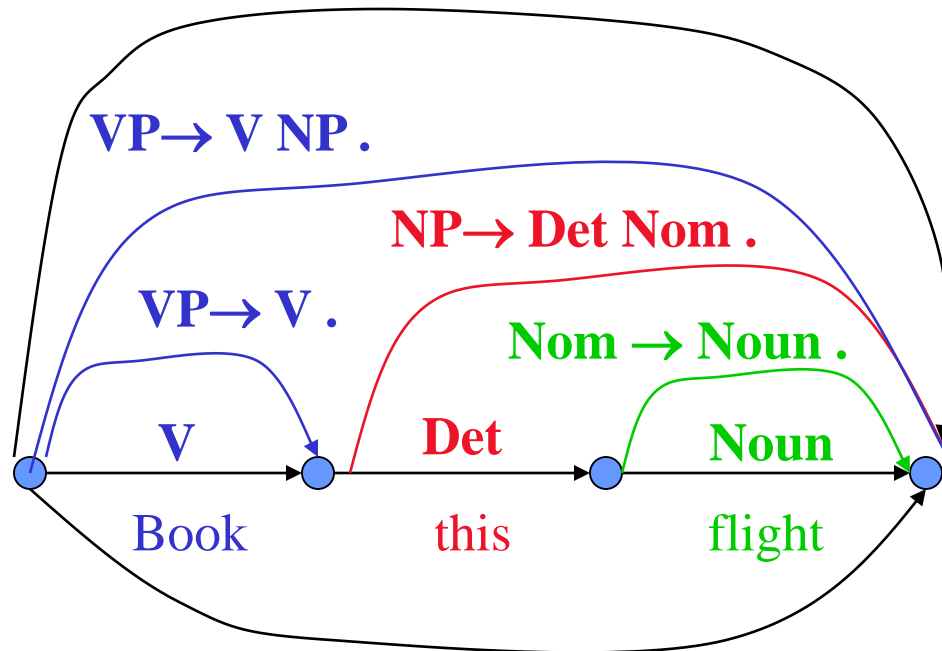 VP→ V NP .
NP→ Det Nom .
VP→ V .
Nom → Noun .
V Det Noun
Book this flight